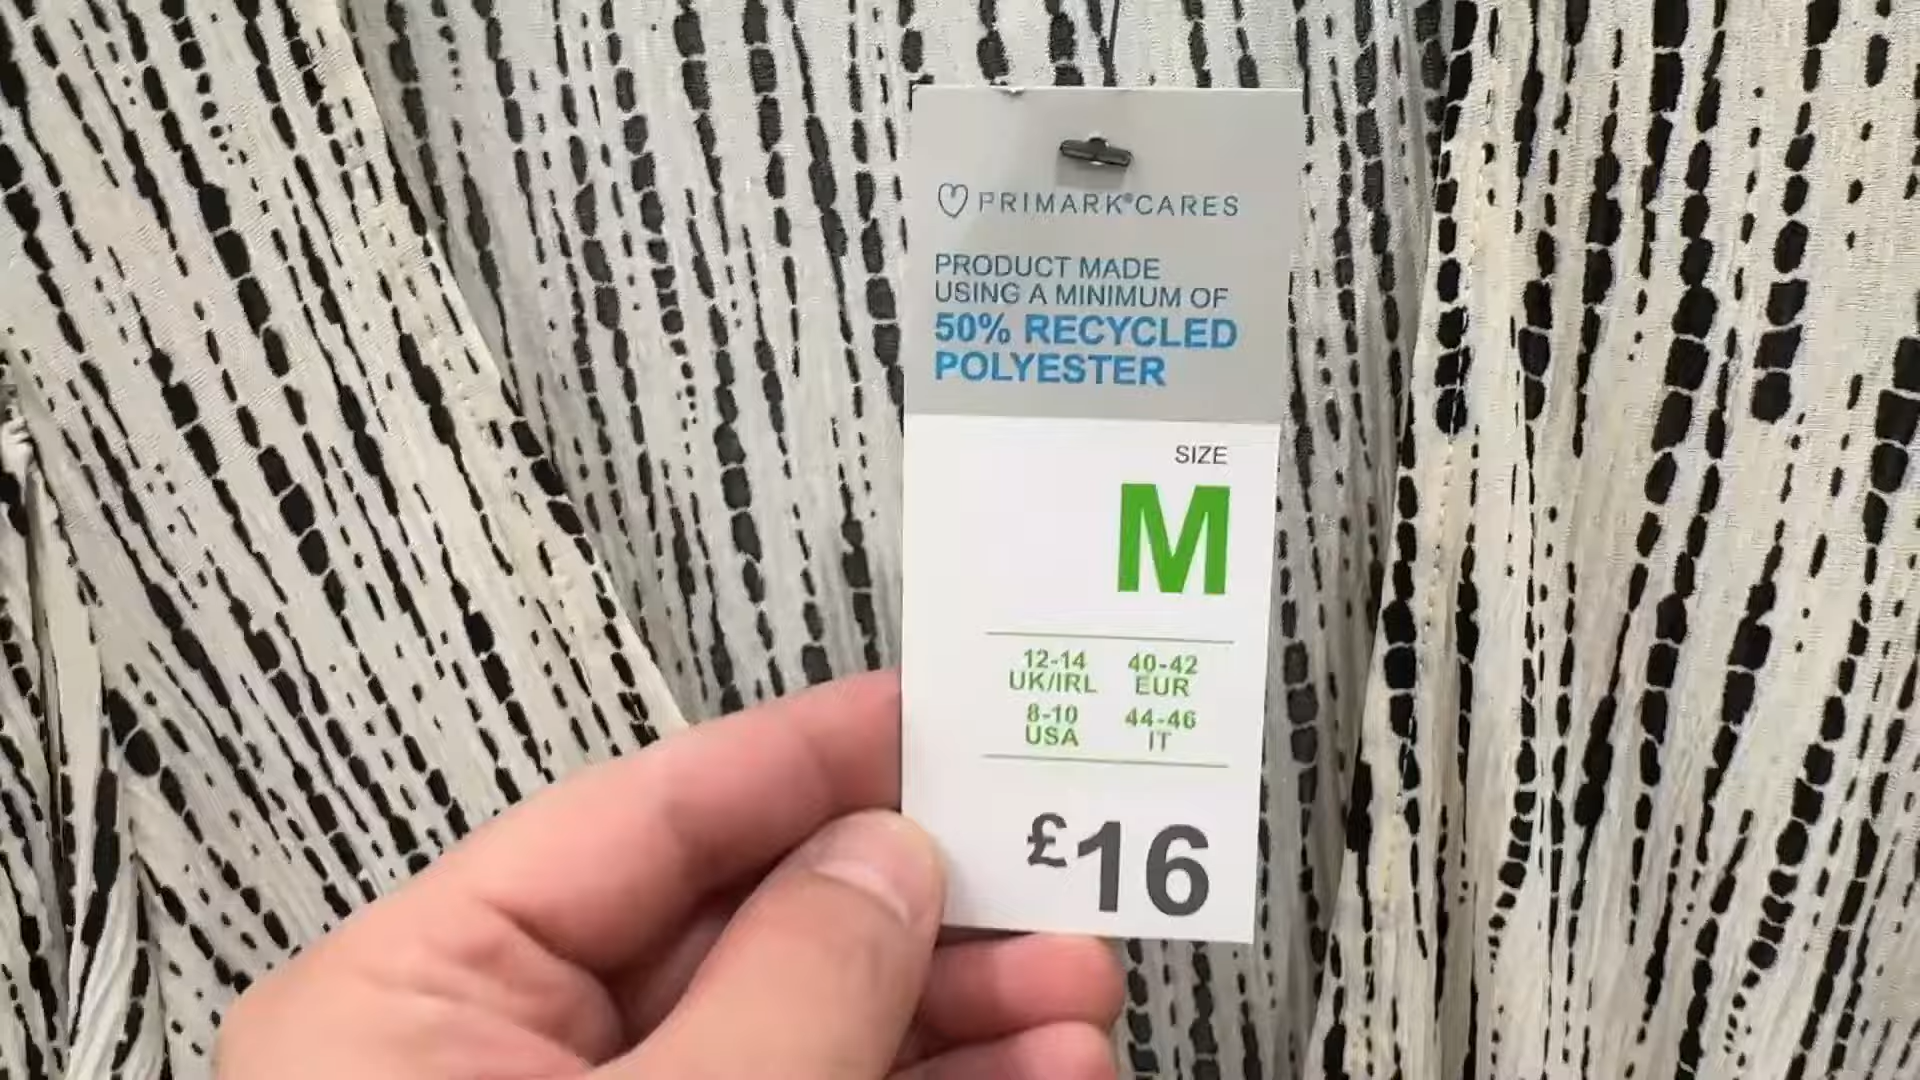 PRIMARK®CARES
PRODUCT MADE
USING A MINIMUM OF
50% RECYCLED
POLYESTER
SIZE
M
12-14 40-42
UK/IRL EUR
8-10 44-46
USA IT
£16